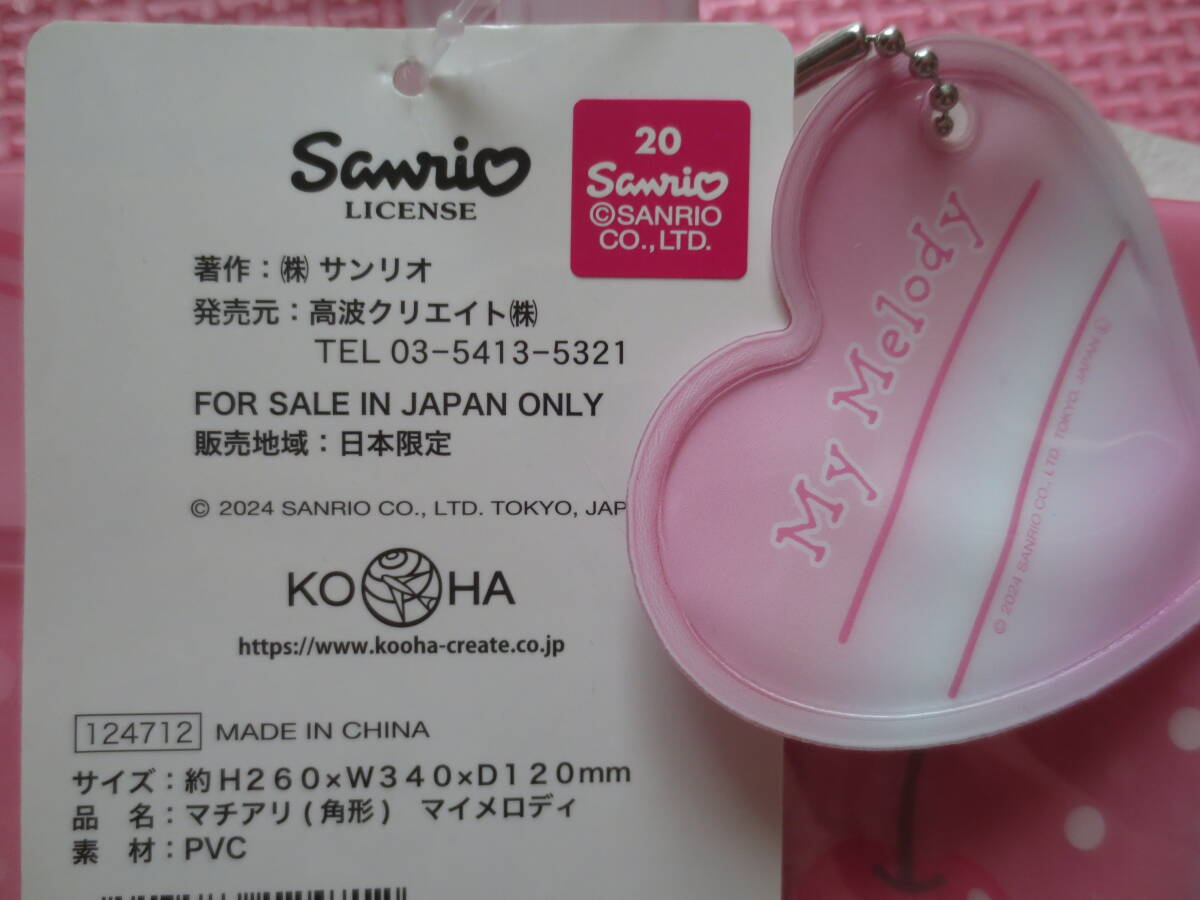 Sanrio
LICENSE
20
Sanrio
©SANRIO
CO.,LTD.
著作：㈱ サンリオ
発売元：高波クリエイト㈱
TEL 03-5413-5321
FOR SALE IN JAPAN ONLY
販売地域：日本限定
© 2024 SANRIO CO., LTD. TOKYO, JAP
KOOHA
https://www.kooha-create.co.jp
124712 MADE IN CHINA
サイズ：約H260×W340×D120mm
品 名：マチアリ(角形) マイメロディ
素 材：PVC
My Melody
© 2024 SANRIO CO., LTD. TOKYO, JAPAN Ⓛ